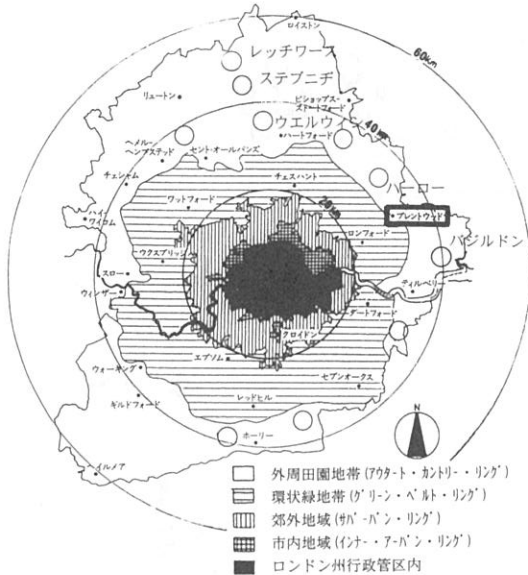 ロイストン
60km
レッチワース
ステブニヂ
リュートン
ビショップス・
ストートフォード
ウエルウィン
40km
ヘメル・
ヘンプステッド
セント・オールバンズ
ハートフォード
チェシャム
チェスハント
ハーロー
ワットフォード
20km
ブレントウッド
ハイ・
ワイコム
ロンフォード
バジルドン
ウクスブリッジ
スロー
ティルベリー
ウィンザー
ダートフォード
クロイドン
エプソム
ウォーキング
セブンオークス
ギルドフォード
レッドヒル
ホーリー
N
外周田園地帯(アウタート・カントリー・リング)
環状緑地帯(グリーン・ベルト・リング)
郊外地域(サバーバン・リング)
市内地域(インナー・アーバン・リング)
ロンドン州行政管区内